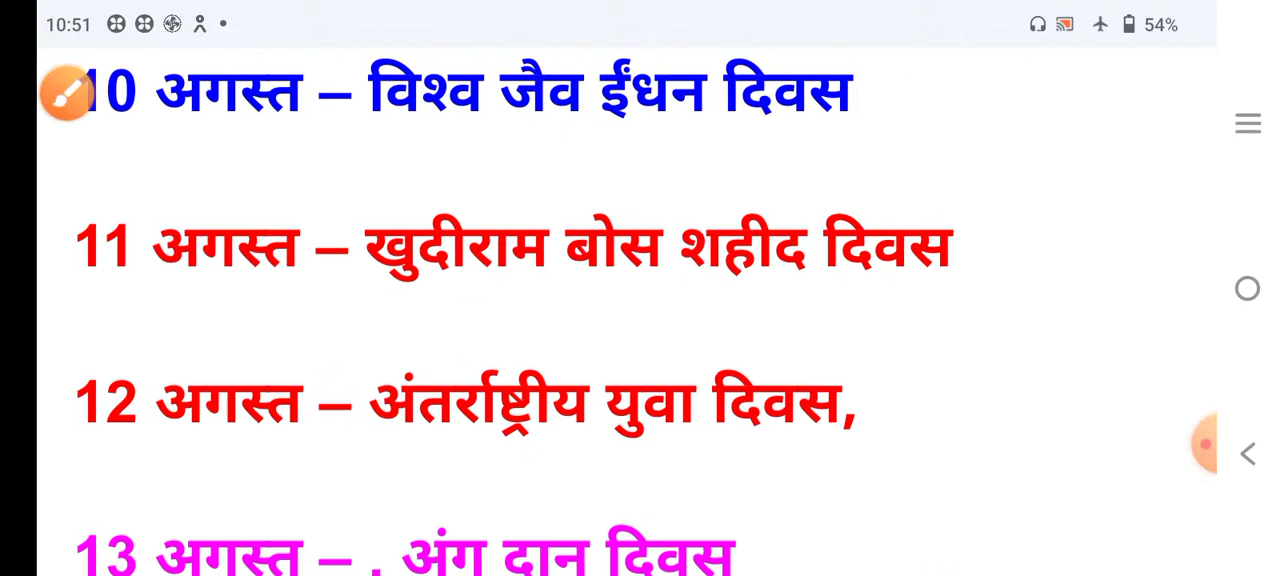 10:51
54%
10 अगस्त – विश्व जैव ईंधन दिवस
11 अगस्त – खुदीराम बोस शहीद दिवस
12 अगस्त – अंतर्राष्ट्रीय युवा दिवस,
13 अगस्त – . अंग दान दिवस